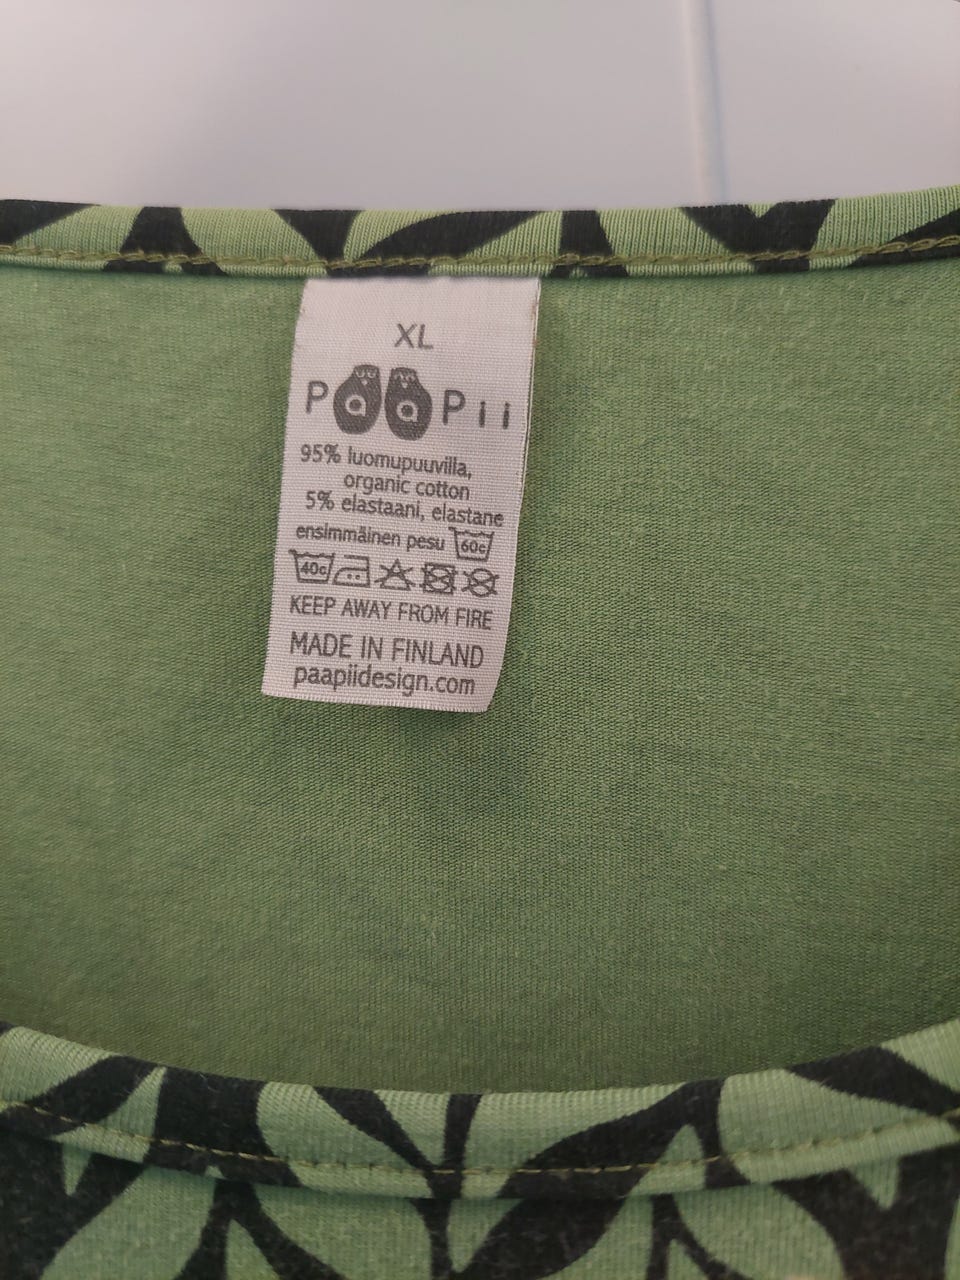 XL
PaaPii
95% luomupuuvilla,
organic cotton
5% elastaani, elastane
ensimmäinen pesu 60c
40c
KEEP AWAY FROM FIRE
MADE IN FINLAND
paapiidesign.com